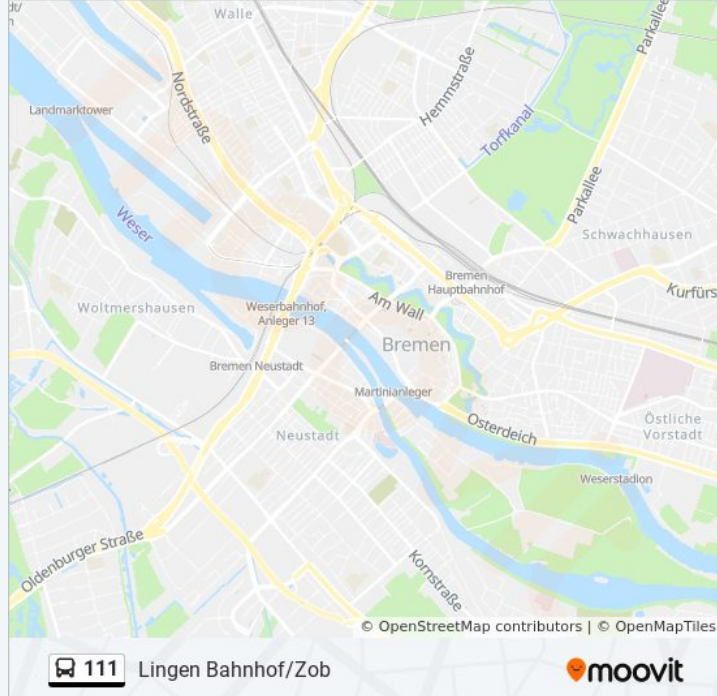 dt/
Walle
Parkallee
Hemmstraße
Nordstraße
Landmarktower
Torfkanal
Parkallee
Weser
Schwachhausen
Bremen
Hauptbahnhof
Kurfürs
Woltmershausen
Weserbahnhof,
Anleger 13
Am Wall
Bremen
Bremen Neustadt
Martinianleger
Osterdeich
Östliche
Vorstadt
Neustadt
Weserstadion
Oldenburger Straße
Kornstraße
© OpenStreetMap contributors | © OpenMapTiles
111 Lingen Bahnhof/Zob
moovit